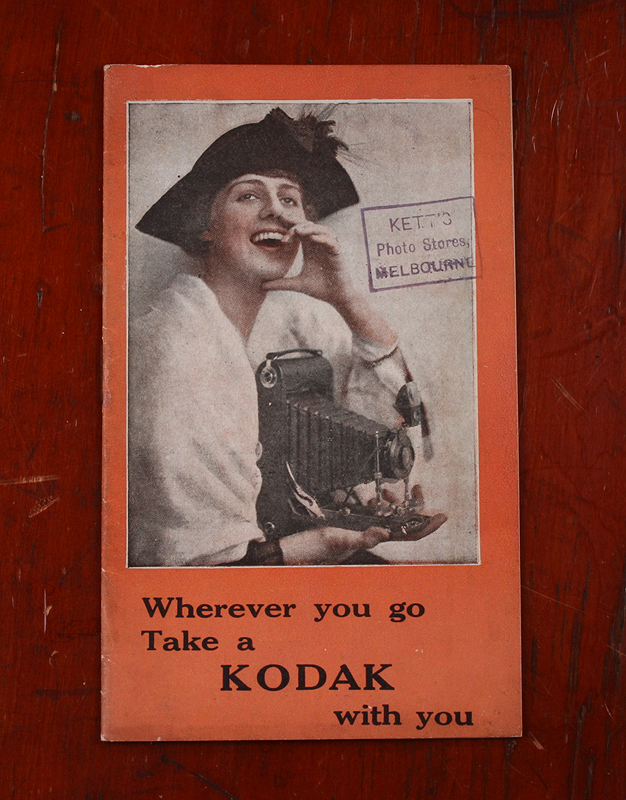 KETT'S
Photo Stores,
MELBOURNE
Wherever you go
Take a
KODAK
with you